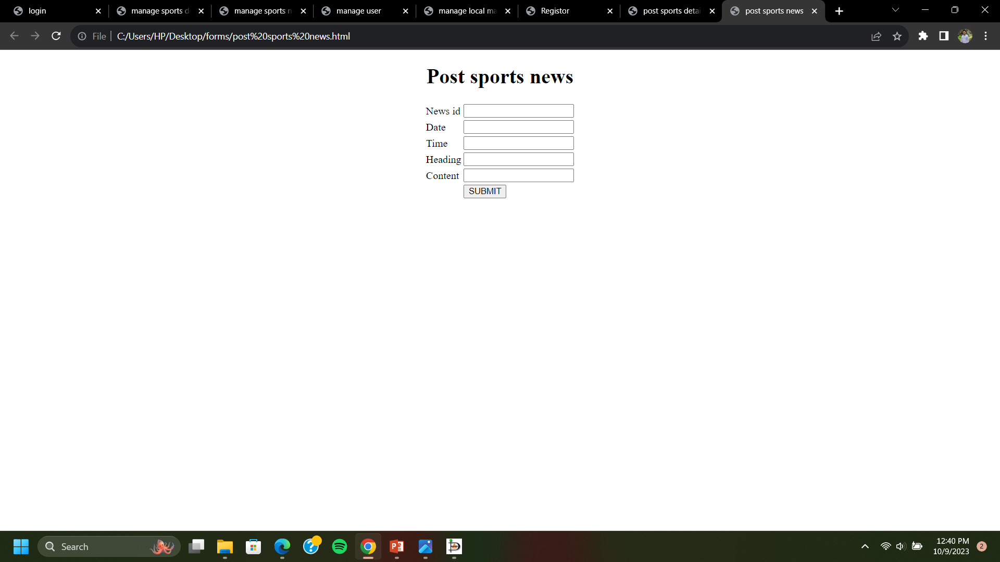 login
manage sports d
manage sports n
manage user
manage local ma
Registor
post sports detai
post sports news
File
C:/Users/HP/Desktop/forms/post%20sports%20news.html
Post sports news
News id
Date
Time
Heading
Content
SUBMIT
Search
12:40 PM
10/9/2023
2